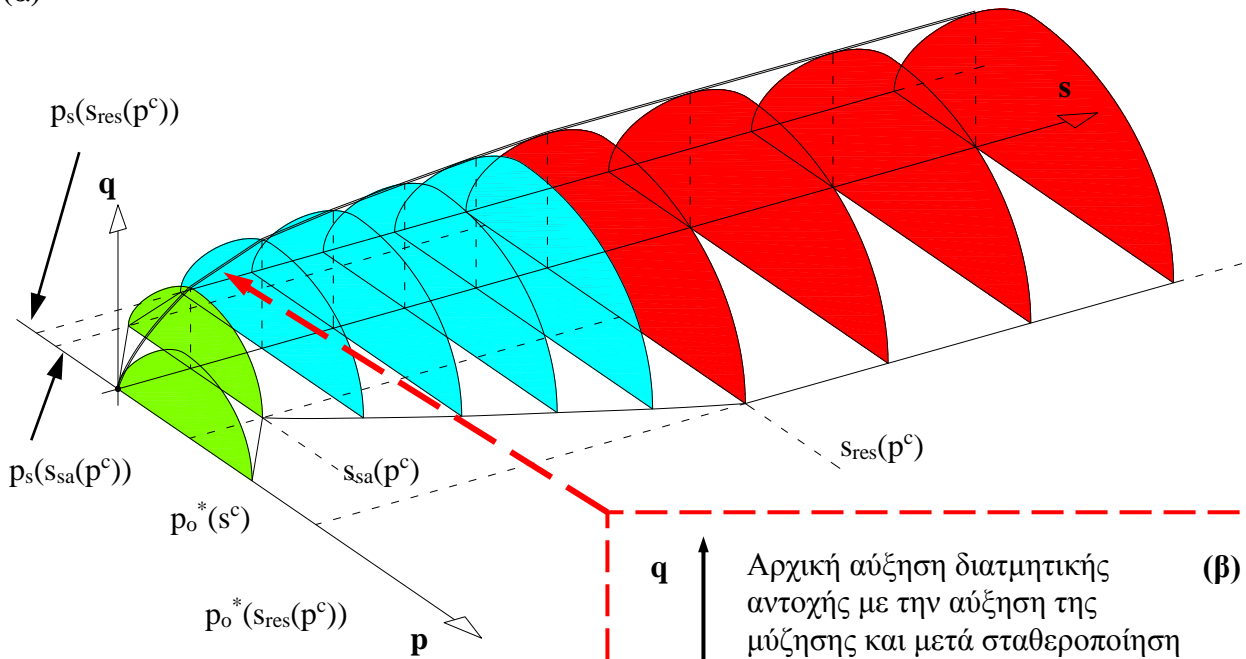 s
p_s(s_res(p^c))
q
s_res(p^c)
s_sa(p^c)
p_s(s_sa(p^c))
p_o^*(s^c)
p_o^*(s_res(p^c))
p
q
(β)
Αρχική αύξηση διατμητικής
αντοχής με την αύξηση της
μύζησης και μετά σταθεροποίηση